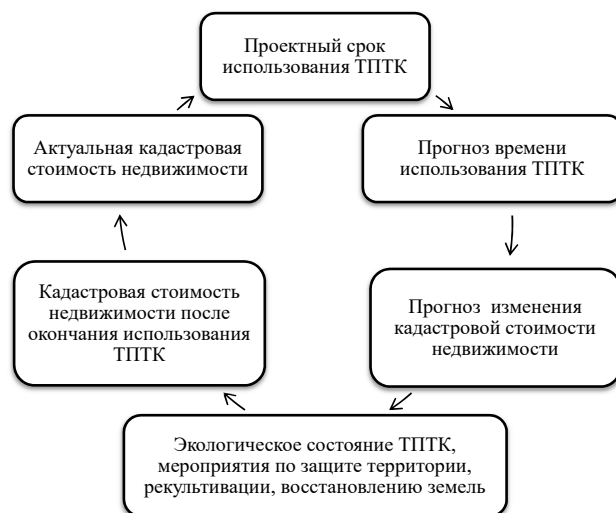 Проектный срок
использования ТПТК
Прогноз времени
использования ТПТК
Прогноз изменения
кадастровой стоимости
недвижимости
Экологическое состояние ТПТК,
мероприятия по защите территории,
рекультивации, восстановлению земель
Кадастровая стоимость
недвижимости после
окончания использования
ТПТК
Актуальная кадастровая
стоимость недвижимости